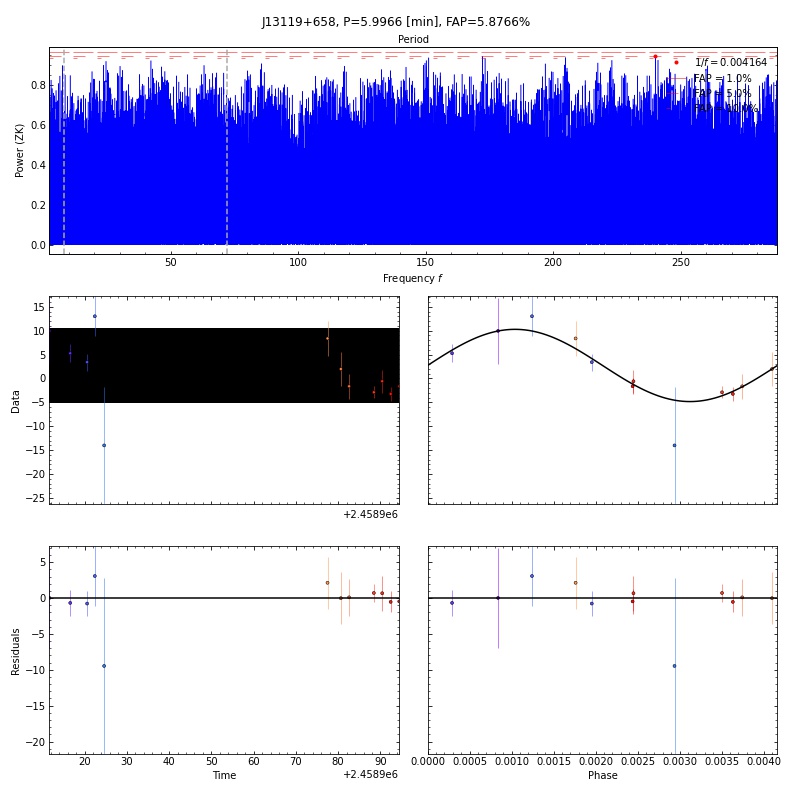 J13119+658, P=5.9966 [min], FAP=5.8766%
Period
1/f = 0.004164
FAP = 1.0%
FAP = 5.0%
Power (ZK)
0.8
0.6
0.4
0.2
0.0
50 100 150 200 250
Frequency f
Data
15
10
5
0
−5
−10
−15
−20
−25
+2.4589e6
Residuals
5
0
−5
−10
−15
−20
20 30 40 50 60 70 80 90
Time
+2.4589e6
0.0000 0.0005 0.0010 0.0015 0.0020 0.0025 0.0030 0.0035 0.0040
Phase